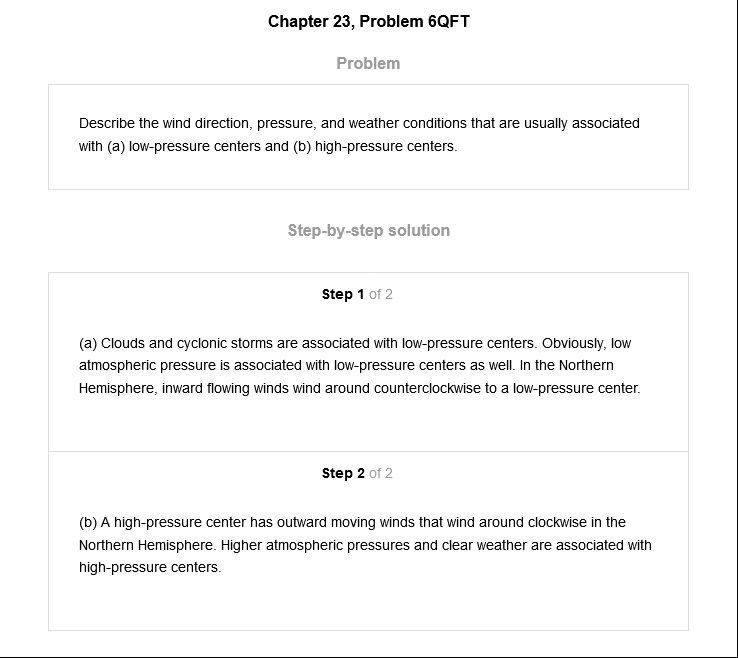 Chapter 23, Problem 6QFT
Problem
Describe the wind direction, pressure, and weather conditions that are usually associated
with (a) low-pressure centers and (b) high-pressure centers.
Step-by-step solution
Step 1 of 2
(a) Clouds and cyclonic storms are associated with low-pressure centers. Obviously, low
atmospheric pressure is associated with low-pressure centers as well. In the Northern
Hemisphere, inward flowing winds wind around counterclockwise to a low-pressure center.
Step 2 of 2
(b) A high-pressure center has outward moving winds that wind around clockwise in the
Northern Hemisphere. Higher atmospheric pressures and clear weather are associated with
high-pressure centers.